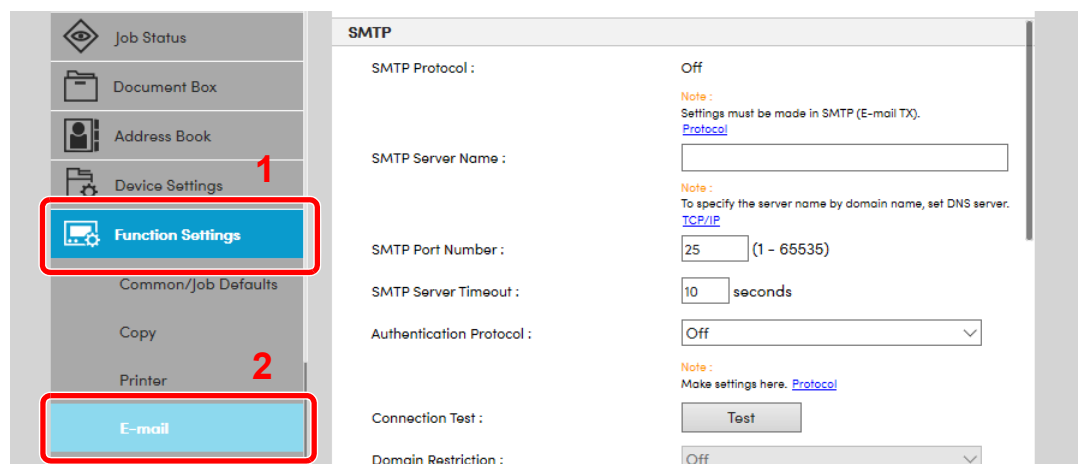 Job Status
Document Box
Address Book
1
Device Settings
Function Settings
Common/Job Defaults
Copy
2
Printer
E-mail
SMTP
SMTP Protocol :
Off
Note :
Settings must be made in SMTP (E-mail TX).
Protocol
SMTP Server Name :
Note :
To specify the server name by domain name, set DNS server.
TCP/IP
SMTP Port Number :
25 (1 - 65535)
SMTP Server Timeout :
10 seconds
Authentication Protocol :
Off
Note :
Make settings here. Protocol
Connection Test :
Test
Domain Restriction :
Off